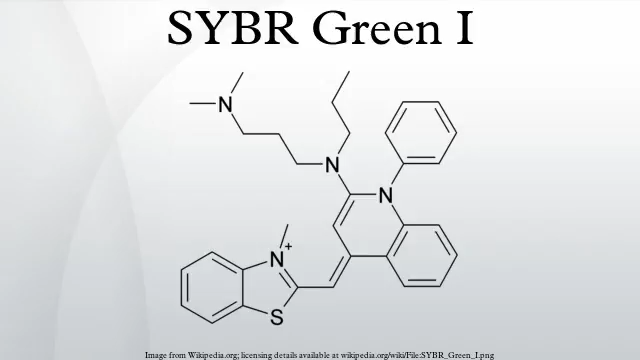 SYBR Green I
N
N
N
N
+
S
Image from Wikipedia.org; licensing details available at wikipedia.org/wiki/File:SYBR_Green_I.png